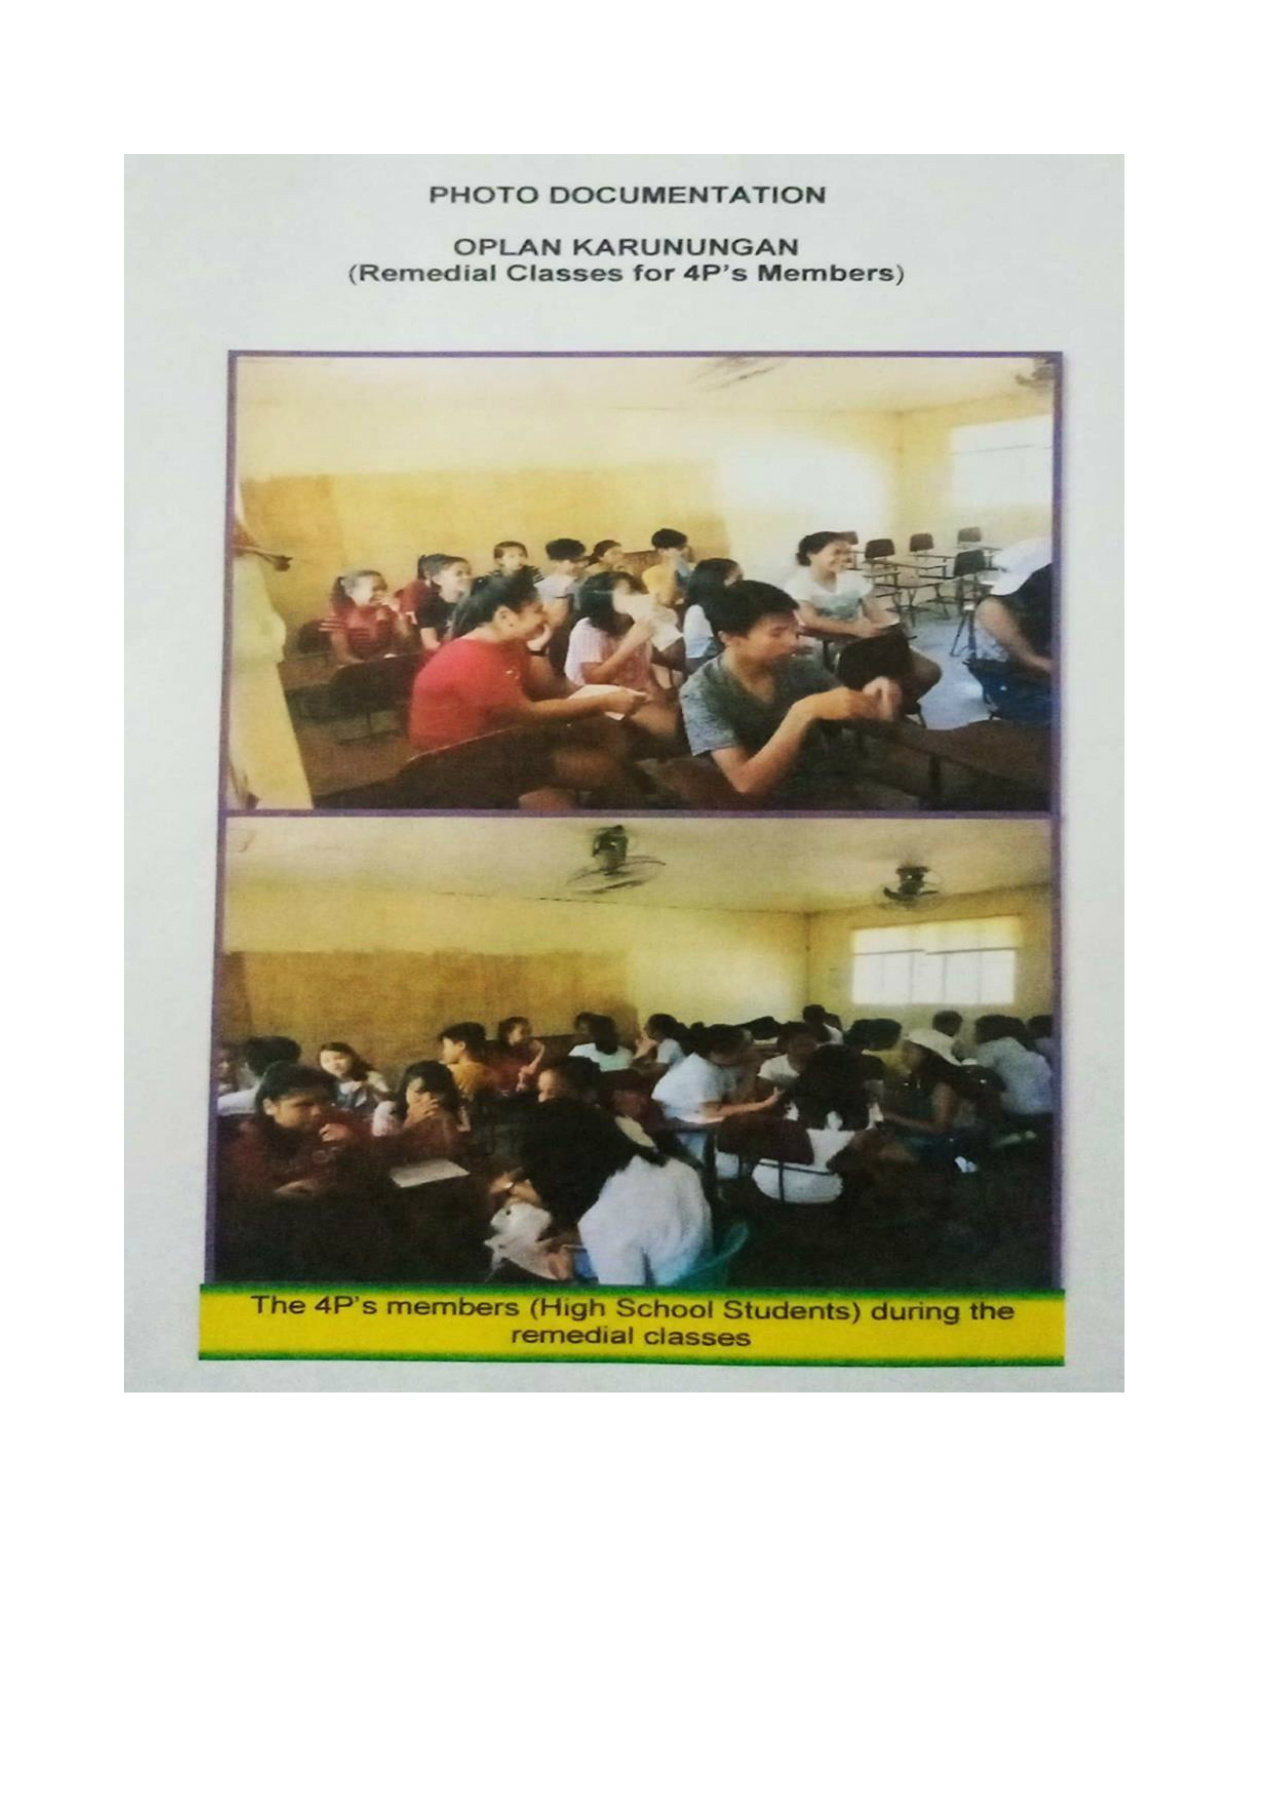 PHOTO DOCUMENTATION
OPLAN KARUNUNGAN
(Remedial Classes for 4P's Members)
The 4P's members (High School Students) during the
remedial classes